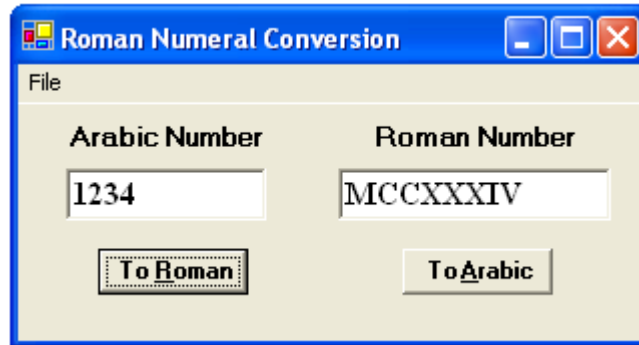 Roman Numeral Conversion
File
Arabic Number Roman Number
1234 MCCXXXIV
To Roman To Arabic